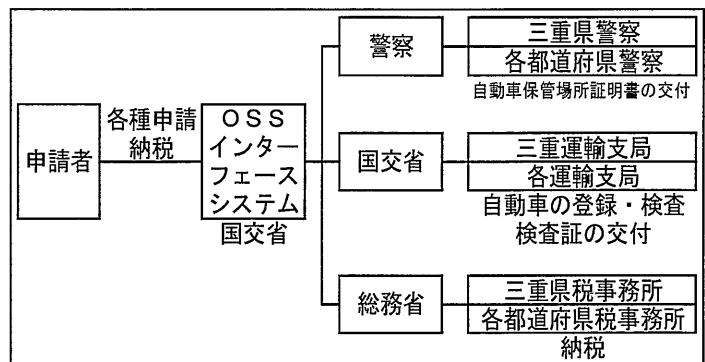 申請者
各種申請
納税
OSS
インター
フェース
システム
国交省
警察
三重県警察
各都道府県警察
自動車保管場所証明書の交付
国交省
三重運輸支局
各運輸支局
自動車の登録・検査
検査証の交付
総務省
三重県税事務所
各都道府県税事務所
納税